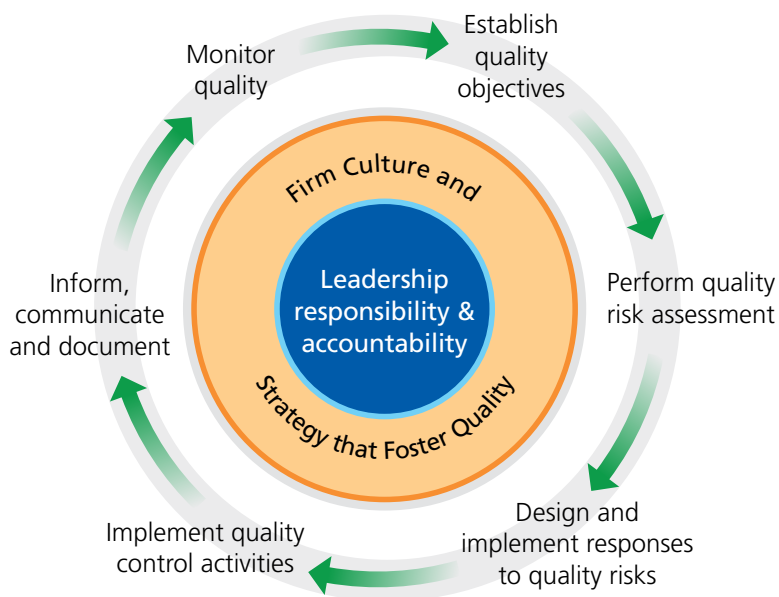 Establish
quality
objectives
Monitor
quality
Firm Culture and
Leadership
responsibility &
accountability
Strategy that Foster Quality
Perform quality
risk assessment
Design and
implement responses
to quality risks
Implement quality
control activities
Inform,
communicate
and document